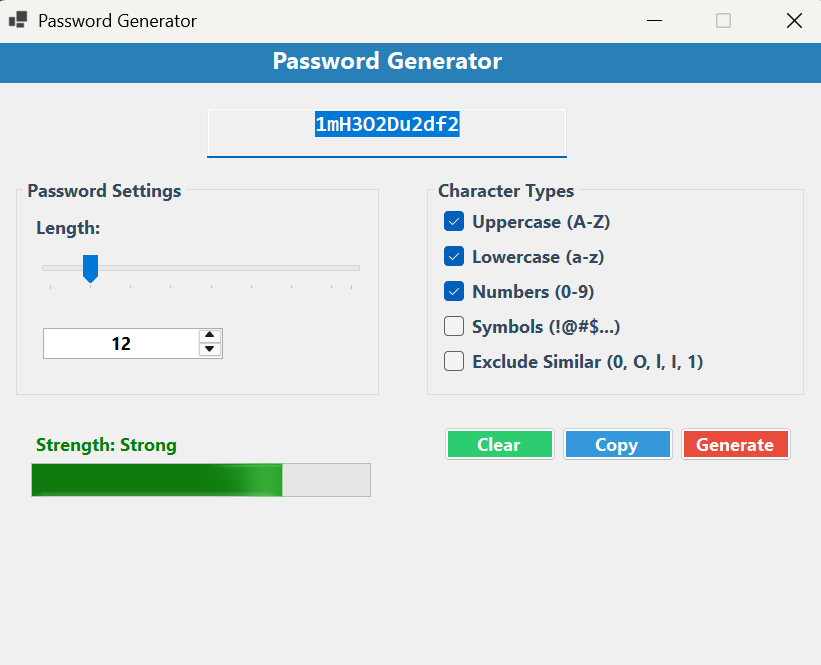 Password Generator
Password Generator
1mH3O2Du2df2
Password Settings
Length:
12
Character Types
Uppercase (A-Z)
Lowercase (a-z)
Numbers (0-9)
Symbols (!@#$...)
Exclude Similar (0, O, l, I, 1)
Strength: Strong
Clear
Copy
Generate